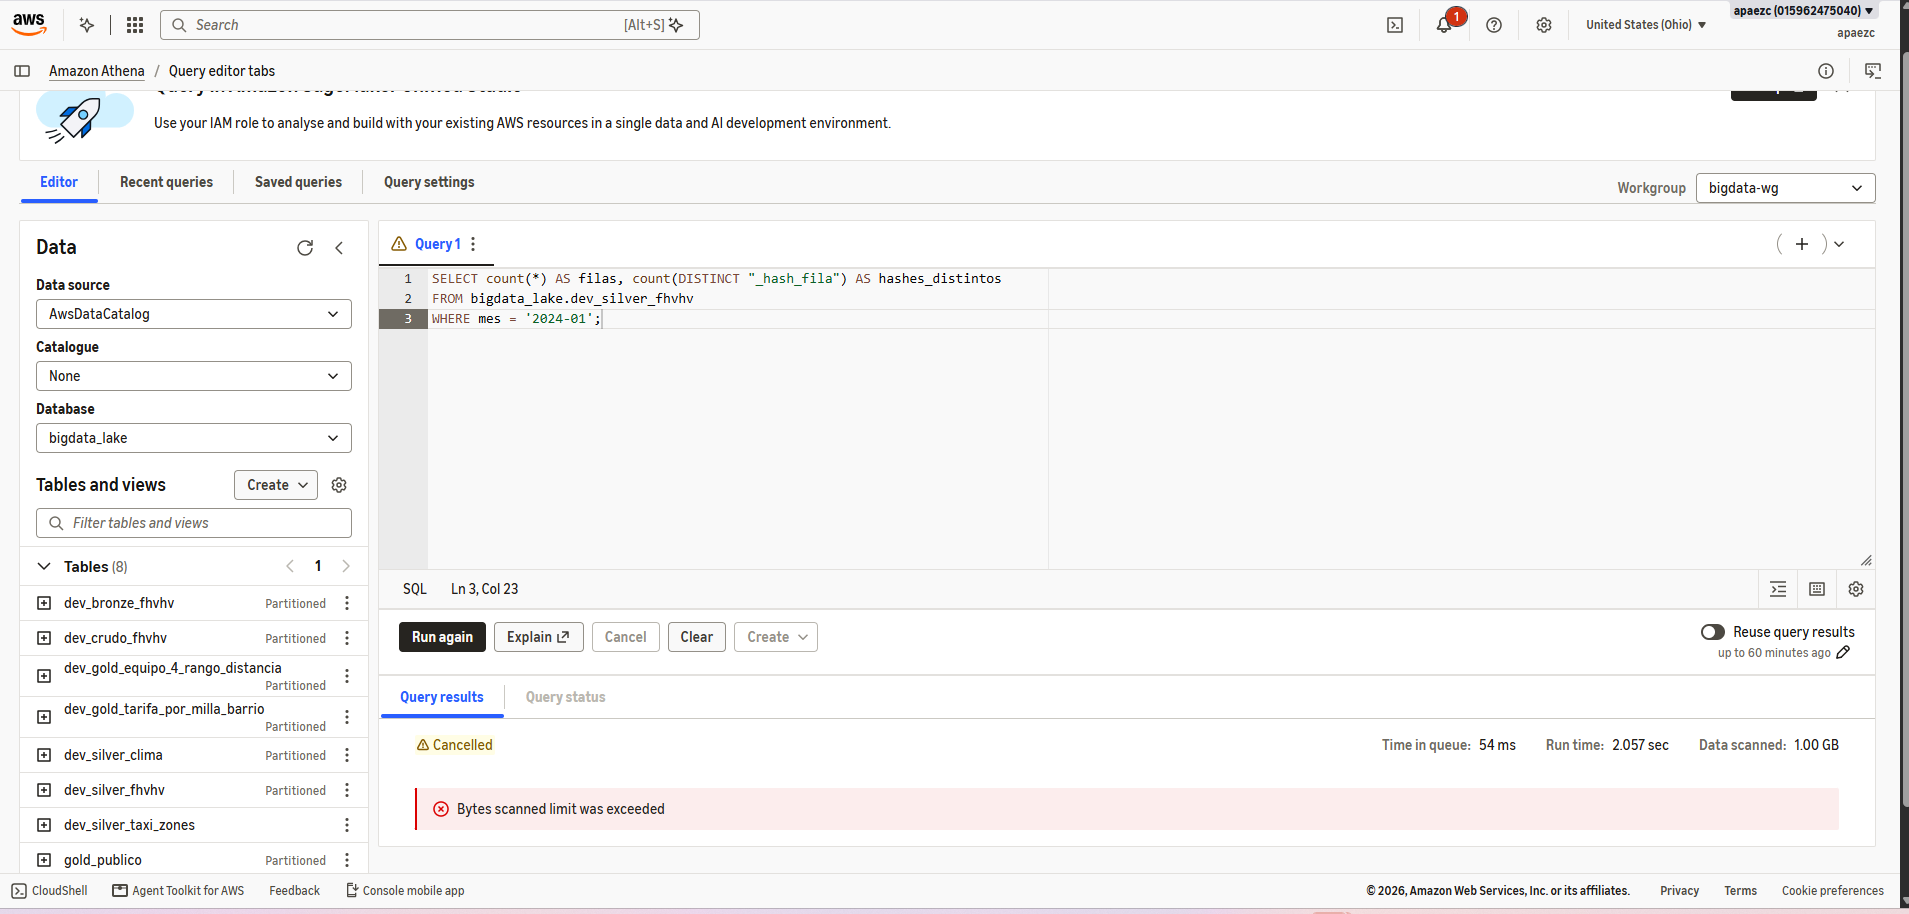 aws
Search
[Alt+S]
1
United States (Ohio)
apaezc (015962475040)
apaezc
Amazon Athena / Query editor tabs
Use your IAM role to analyse and build with your existing AWS resources in a single data and AI development environment.
Editor
Recent queries
Saved queries
Query settings
Workgroup
bigdata-wg
Data
Data source
AwsDataCatalog
Catalogue
None
Database
bigdata_lake
Tables and views
Create
Filter tables and views
Tables (8)
1
dev_bronze_fhvhv Partitioned
dev_crudo_fhvhv Partitioned
dev_gold_equipo_4_rango_distancia
Partitioned
dev_gold_tarifa_por_milla_barrio
Partitioned
dev_silver_clima Partitioned
dev_silver_fhvhv Partitioned
dev_silver_taxi_zones
gold_publico Partitioned
Query 1
1 SELECT count(*) AS filas, count(DISTINCT "_hash_fila") AS hashes_distintos
2 FROM bigdata_lake.dev_silver_fhvhv
3 WHERE mes = '2024-01';
SQL Ln 3, Col 23
Run again
Explain
Cancel
Clear
Create
Reuse query results
up to 60 minutes ago
Query results
Query status
Cancelled
Time in queue: 54 ms Run time: 2.057 sec Data scanned: 1.00 GB
Bytes scanned limit was exceeded
CloudShell
Agent Toolkit for AWS
Feedback
Console mobile app
© 2026, Amazon Web Services, Inc. or its affiliates.
Privacy
Terms
Cookie preferences